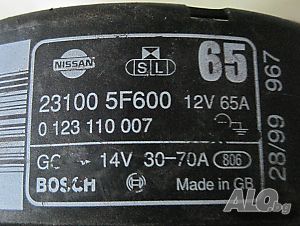 NISSAN S L 65
23100 5F600 12V 65A
0 123 110 007
14V 30-70A 806
BOSCH Made in GB
28/99 967
ALO.bg